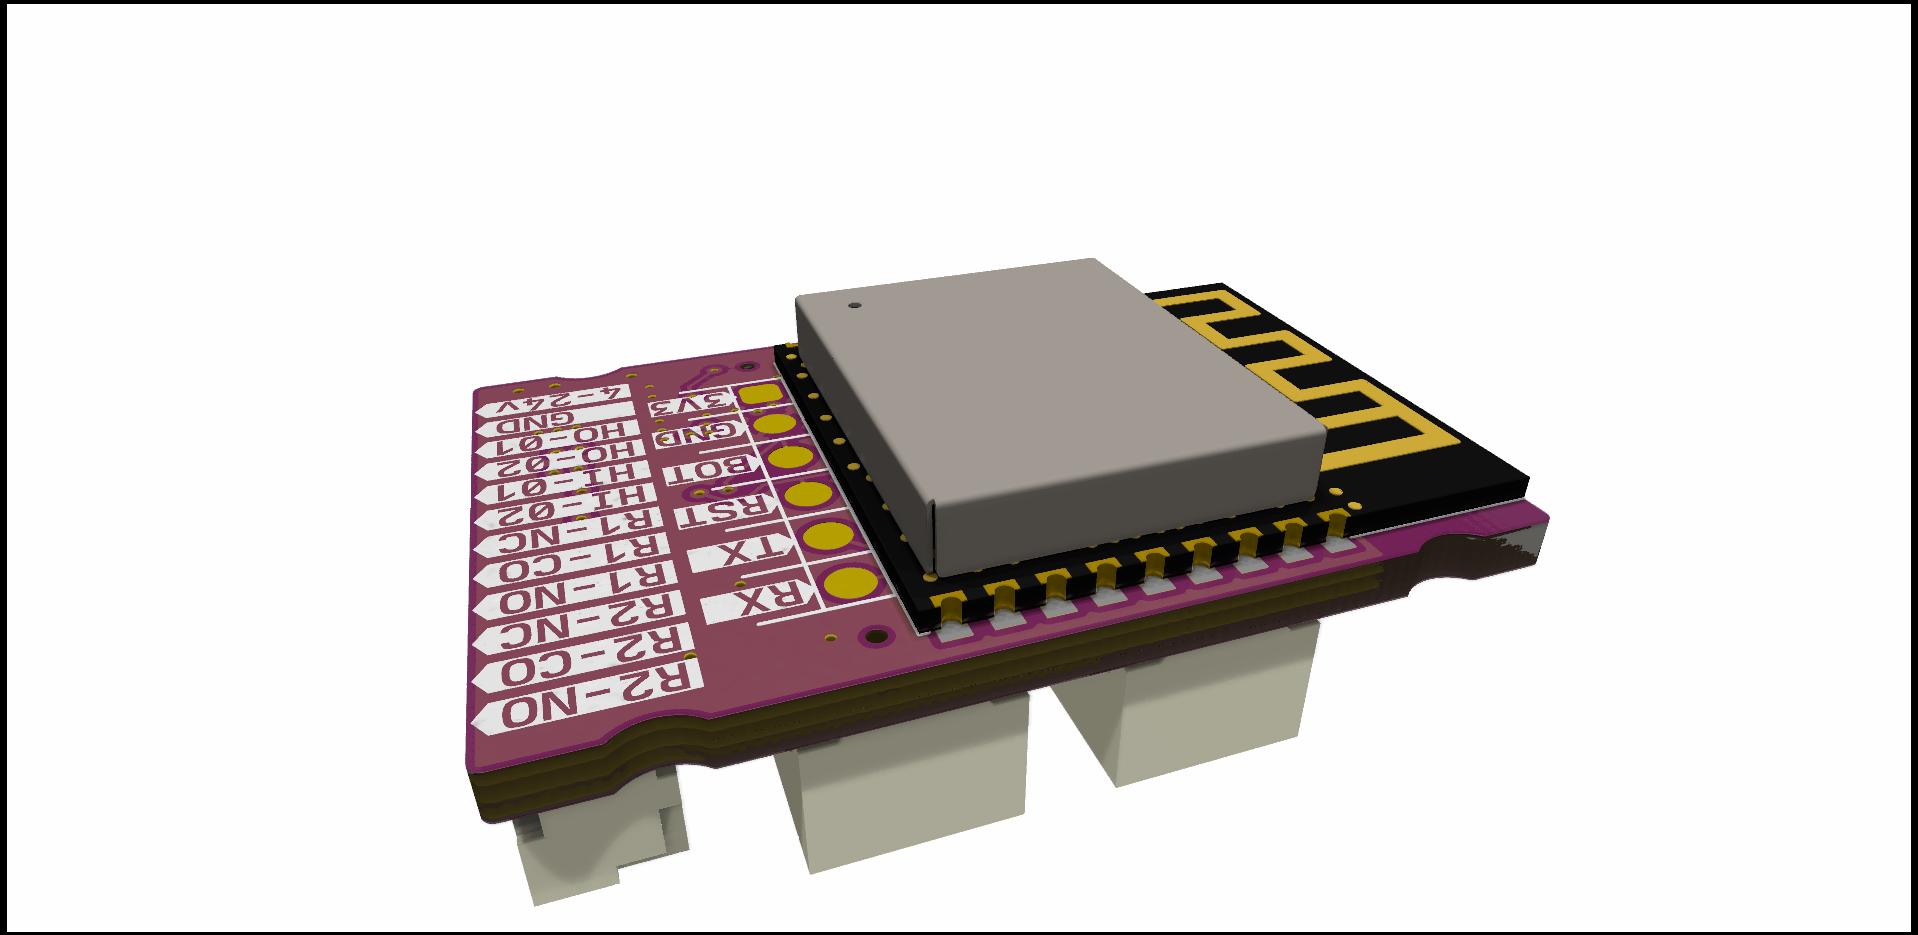 4-24v
GND
HO-01
HO-02
HI-01
HI-02
R1-NC
R1-CO
R1-NO
R2-NC
R2-CO
R2-NO
3V3
GND
BOT
RST
TX
RX